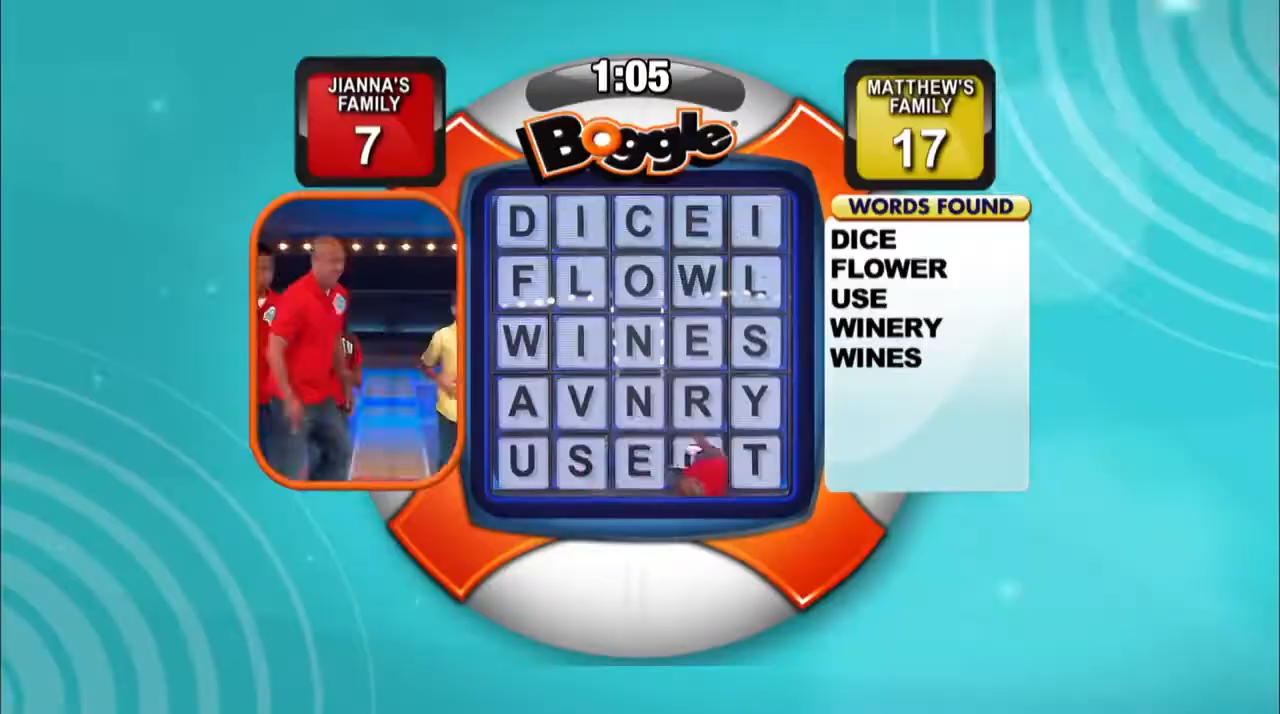 1:05
JIANNA'S
FAMILY
7
MATTHEW'S
FAMILY
17
Boggle
WORDS FOUND
DICE
FLOWER
USE
WINERY
WINES
D I C E I
F L O W L
W I N E S
A V N R Y
U S E T